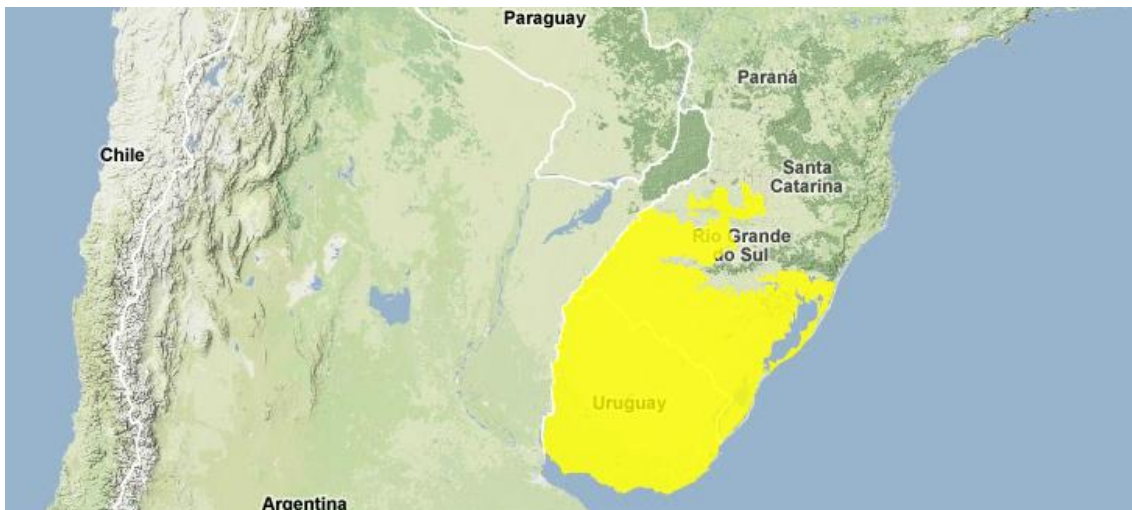 Paraguay
Paraná
Chile
Santa
Catarina
Rio Grande
do Sul
Uruguay
Argentina